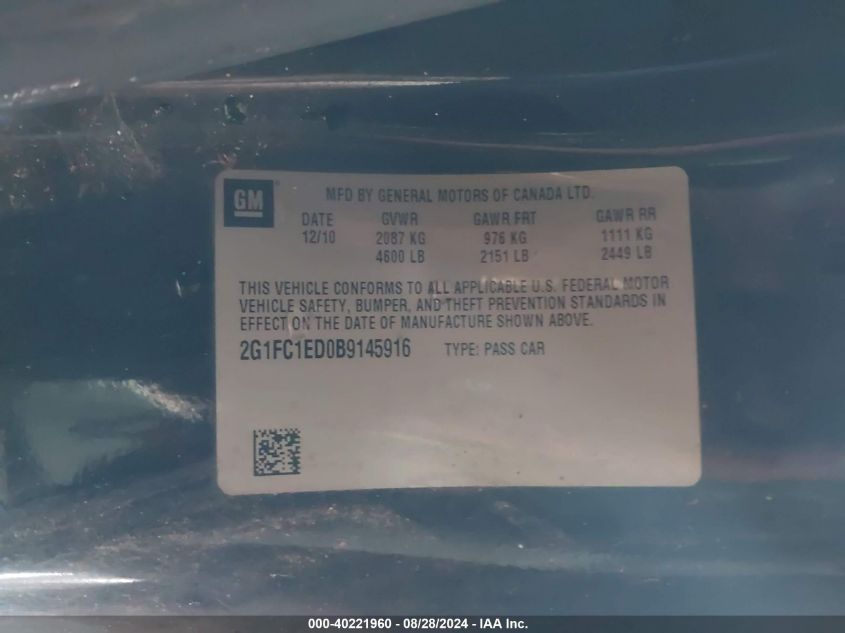 GM
MFD BY GENERAL MOTORS OF CANADA LTD.
DATE GVWR GAWR FRT GAWR RR
12/10 2087 KG 976 KG 1111 KG
4600 LB 2151 LB 2449 LB
THIS VEHICLE CONFORMS TO ALL APPLICABLE U.S. FEDERAL MOTOR
VEHICLE SAFETY, BUMPER, AND THEFT PREVENTION STANDARDS IN
EFFECT ON THE DATE OF MANUFACTURE SHOWN ABOVE.
2G1FC1ED0B9145916 TYPE: PASS CAR
000-40221960 - 08/28/2024 - IAA Inc.